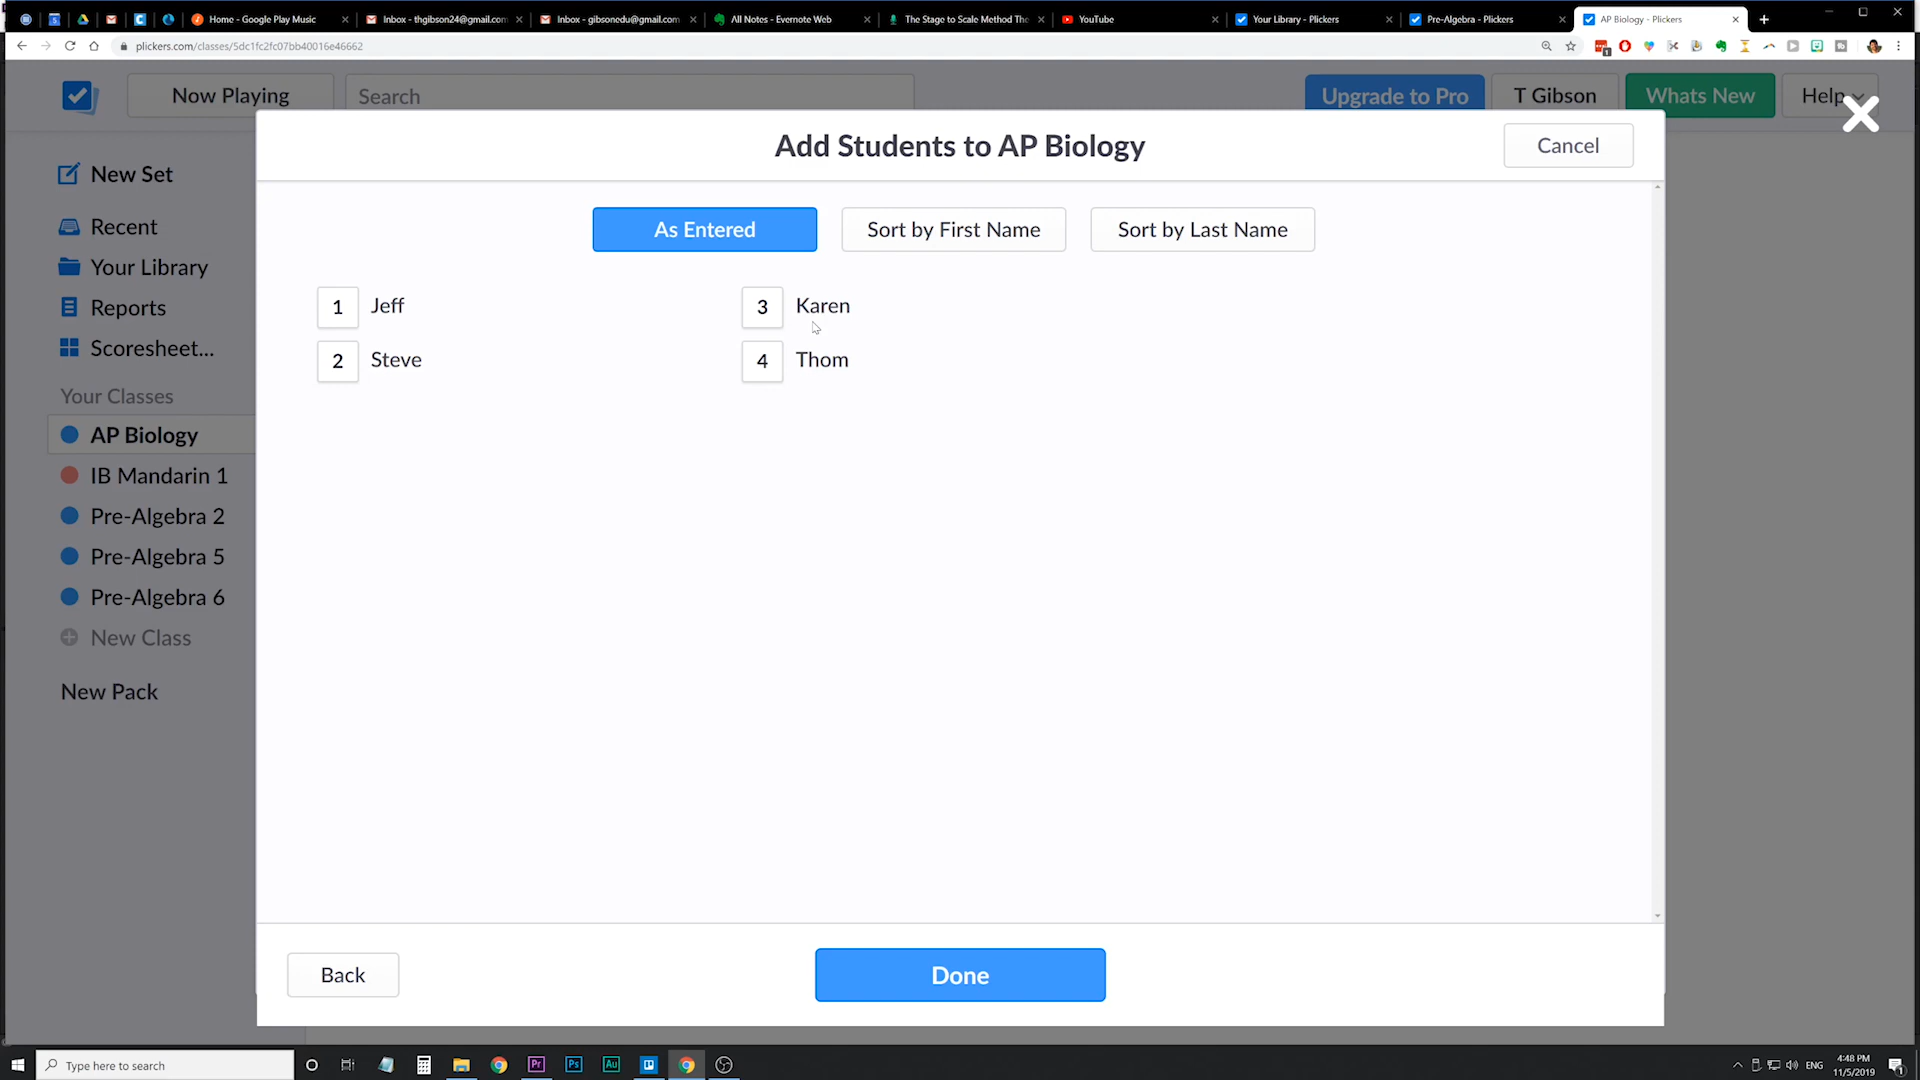 Home - Google Play Music
Inbox - thgibson24@gmail.com
Inbox - gibsonedu@gmail.com
All Notes - Evernote Web
The Stage to Scale Method The
YouTube
Your Library - Plickers
Pre-Algebra - Plickers
AP Biology - Plickers
plickers.com/classes/5dc1fc2fc07bb40016e46662
Now Playing
Search
Upgrade to Pro
T Gibson
Whats New
Help
Add Students to AP Biology
Cancel
New Set
Recent
Your Library
Reports
Scoresheet...
Your Classes
AP Biology
IB Mandarin 1
Pre-Algebra 2
Pre-Algebra 5
Pre-Algebra 6
New Class
New Pack
As Entered
Sort by First Name
Sort by Last Name
1 Jeff
3 Karen
2 Steve
4 Thom
Back
Done
Type here to search
Pr
Ps
Au
ENG
4:48 PM
11/5/2019